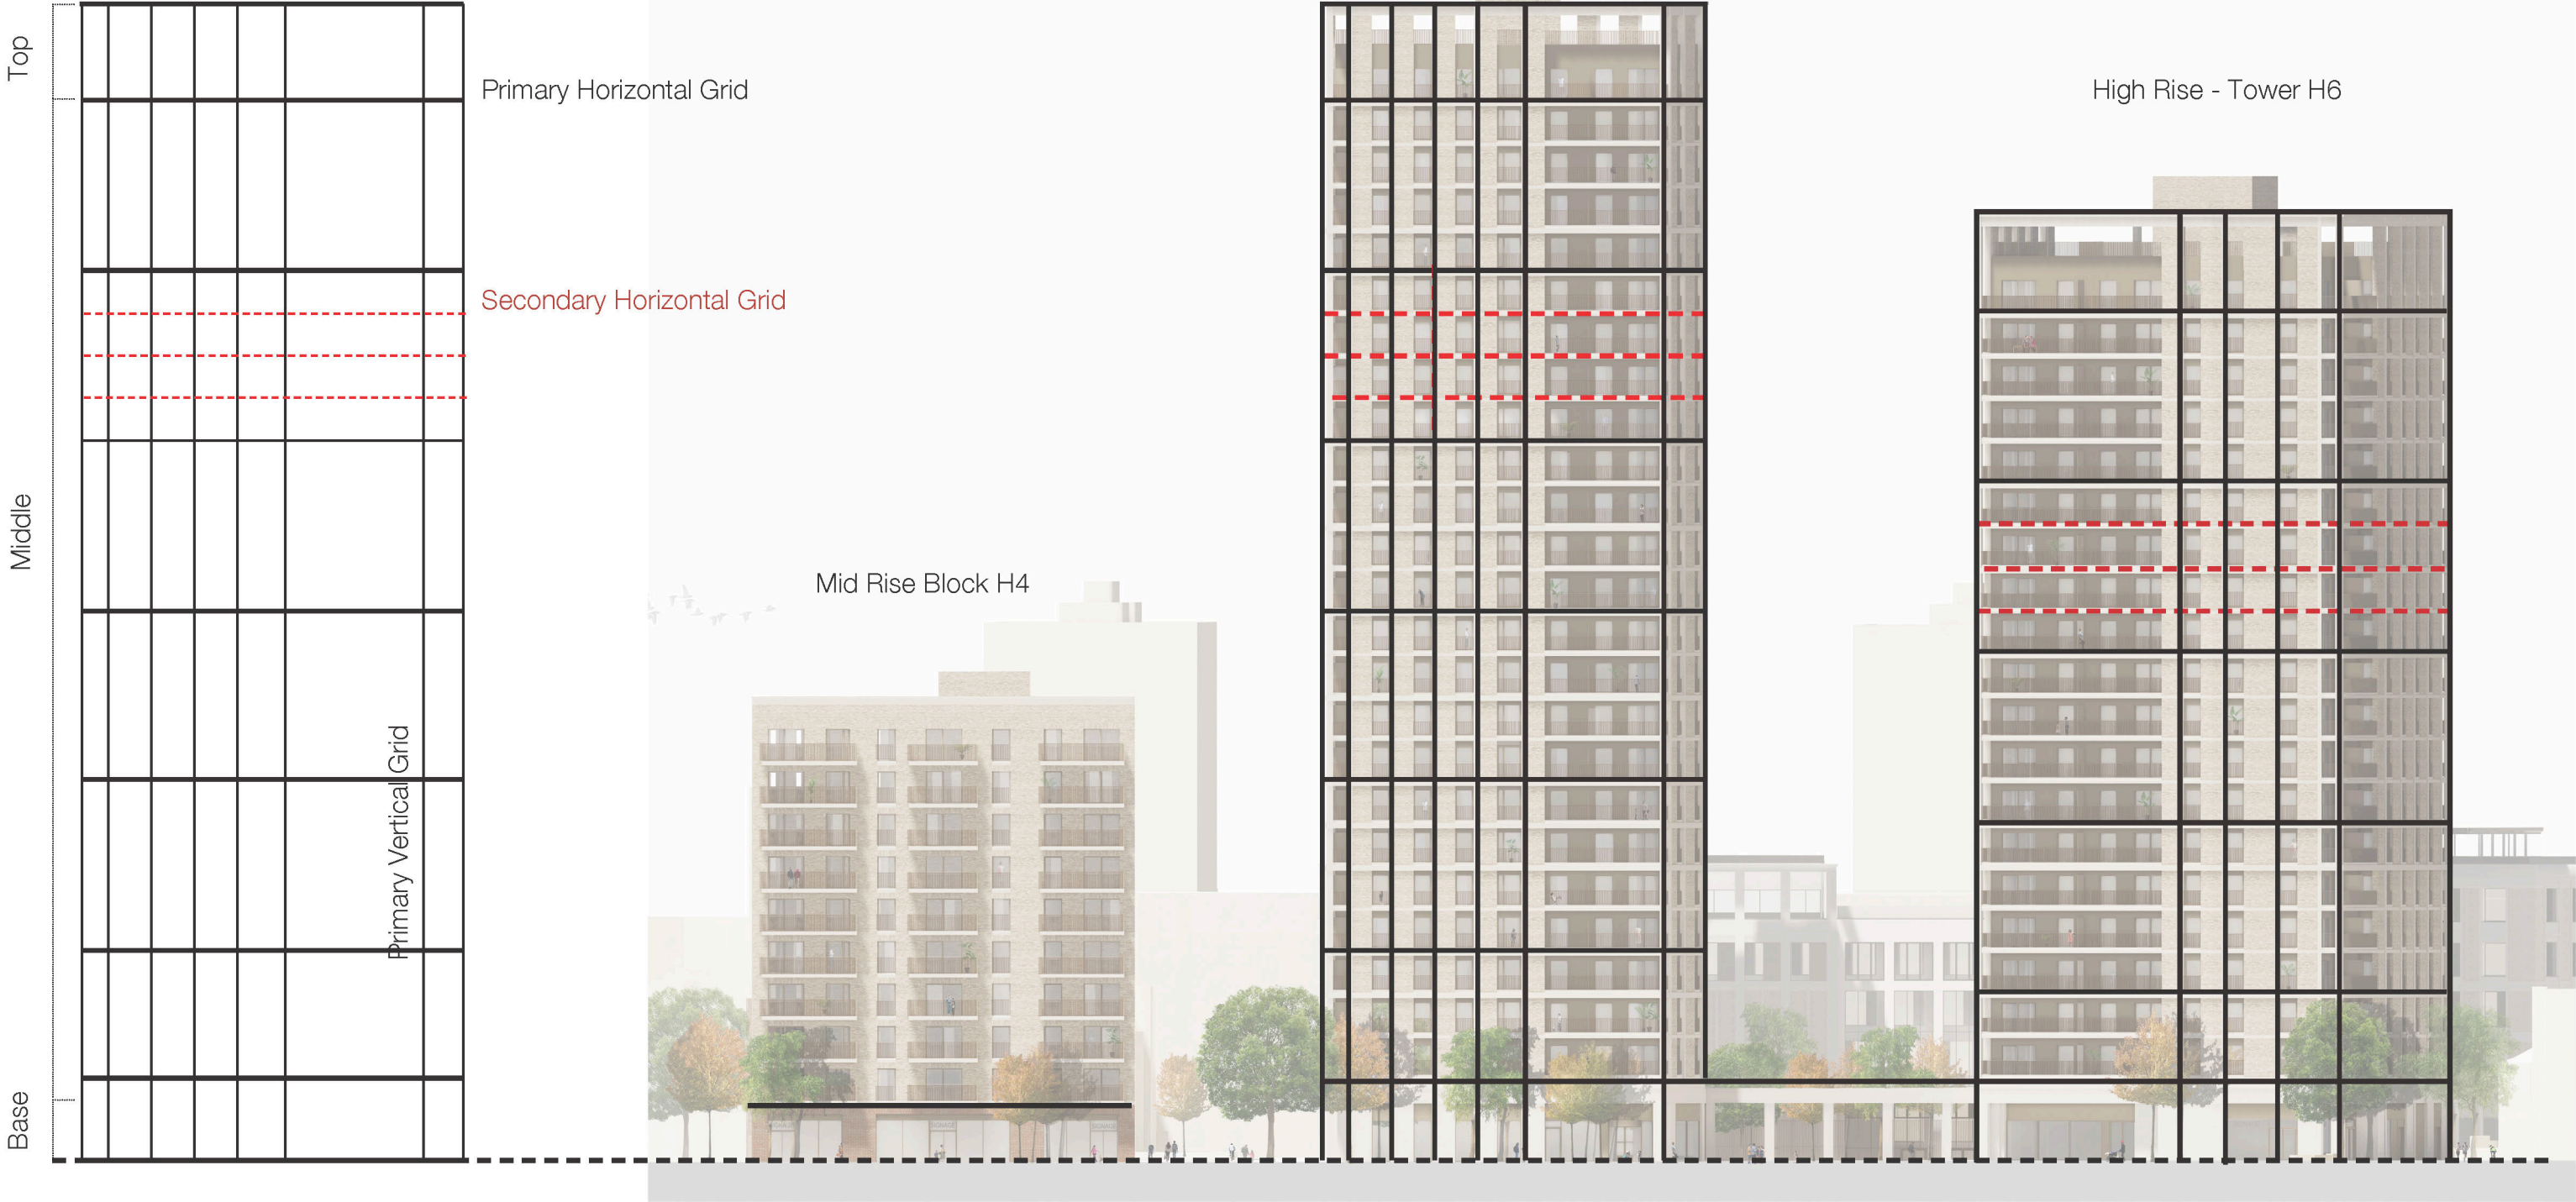 Top
Primary Horizontal Grid
High Rise - Tower H6
Secondary Horizontal Grid
Middle
Mid Rise Block H4
Primary Vertical Grid
Base